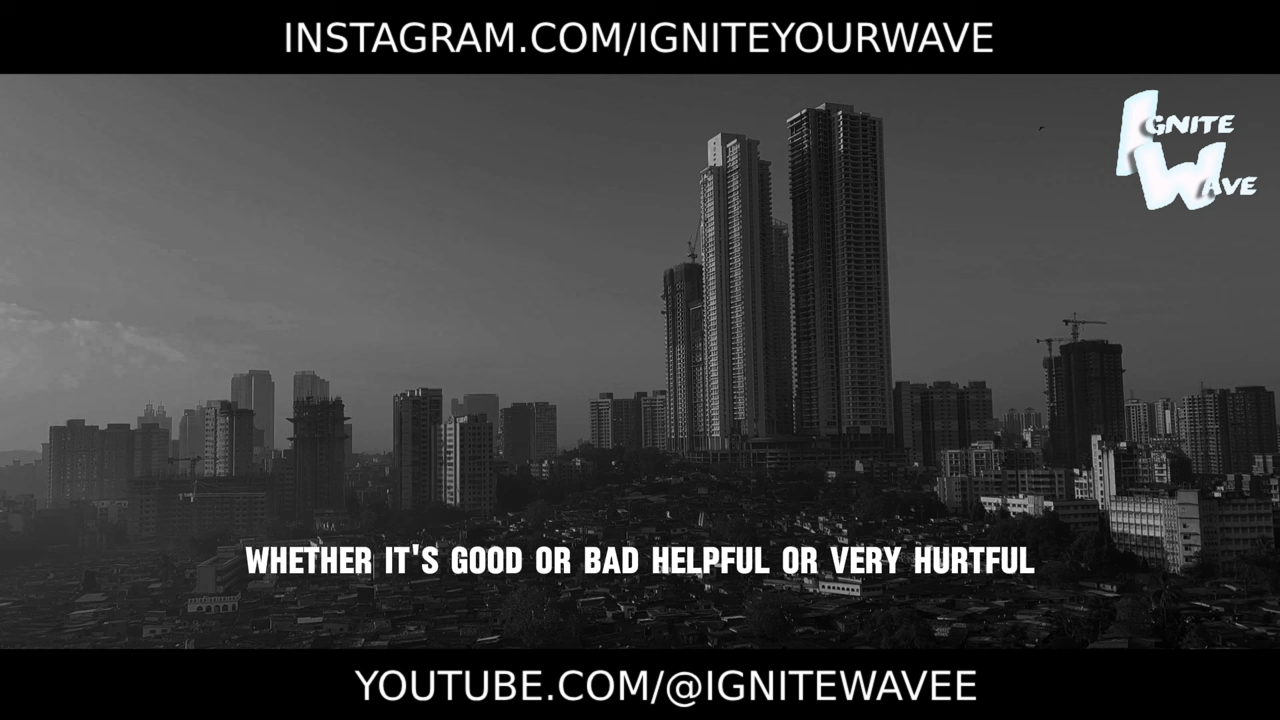 INSTAGRAM.COM/IGNITEYOURWAVE
IGNITE
WAVE
WHETHER IT'S GOOD OR BAD HELPFUL OR VERY HURTFUL
YOUTUBE.COM/@IGNITEWAVEE